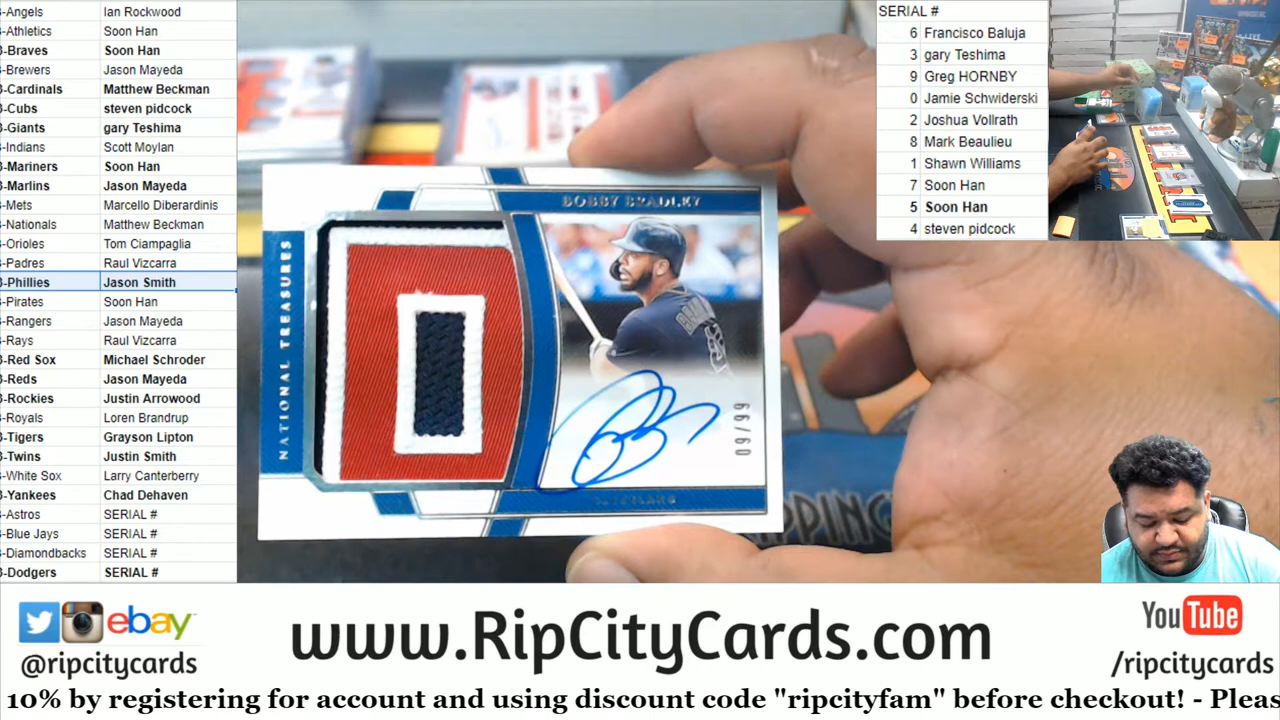 -Angels Ian Rockwood
-Athletics Soon Han
-Braves Soon Han
-Brewers Jason Mayeda
-Cardinals Matthew Beckman
-Cubs steven pidcock
-Giants gary Teshima
-Indians Scott Moylan
-Mariners Soon Han
-Marlins Jason Mayeda
-Mets Marcello Diberardinis
-Nationals Matthew Beckman
-Orioles Tom Ciampaglia
-Padres Raul Vizcarra
-Phillies Jason Smith
-Pirates Soon Han
-Rangers Jason Mayeda
-Rays Raul Vizcarra
-Red Sox Michael Schroder
-Reds Jason Mayeda
-Rockies Justin Arrowood
-Royals Loren Brandrup
-Tigers Grayson Lipton
-Twins Justin Smith
-White Sox Larry Canterberry
-Yankees Chad Dehaven
-Astros SERIAL #
-Blue Jays SERIAL #
-Diamondbacks SERIAL #
-Dodgers SERIAL #
NATIONAL TREASURES
BOBBY BRADLEY
PPING
SERIAL #
6 Francisco Baluja
3 gary Teshima
9 Greg HORNBY
0 Jamie Schwiderski
2 Joshua Vollrath
8 Mark Beaulieu
1 Shawn Williams
7 Soon Han
5 Soon Han
4 steven pidcock
ebay
@ripcitycards
www.RipCityCards.com
YouTube
/ripcitycards
10% by registering for account and using discount code "ripcityfam" before checkout! - Pleas